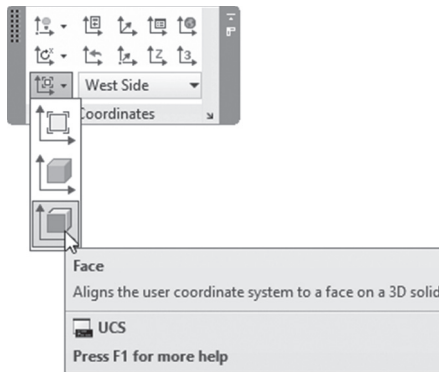 West Side
Coordinates
Face
Aligns the user coordinate system to a face on a 3D solid
UCS
Press F1 for more help